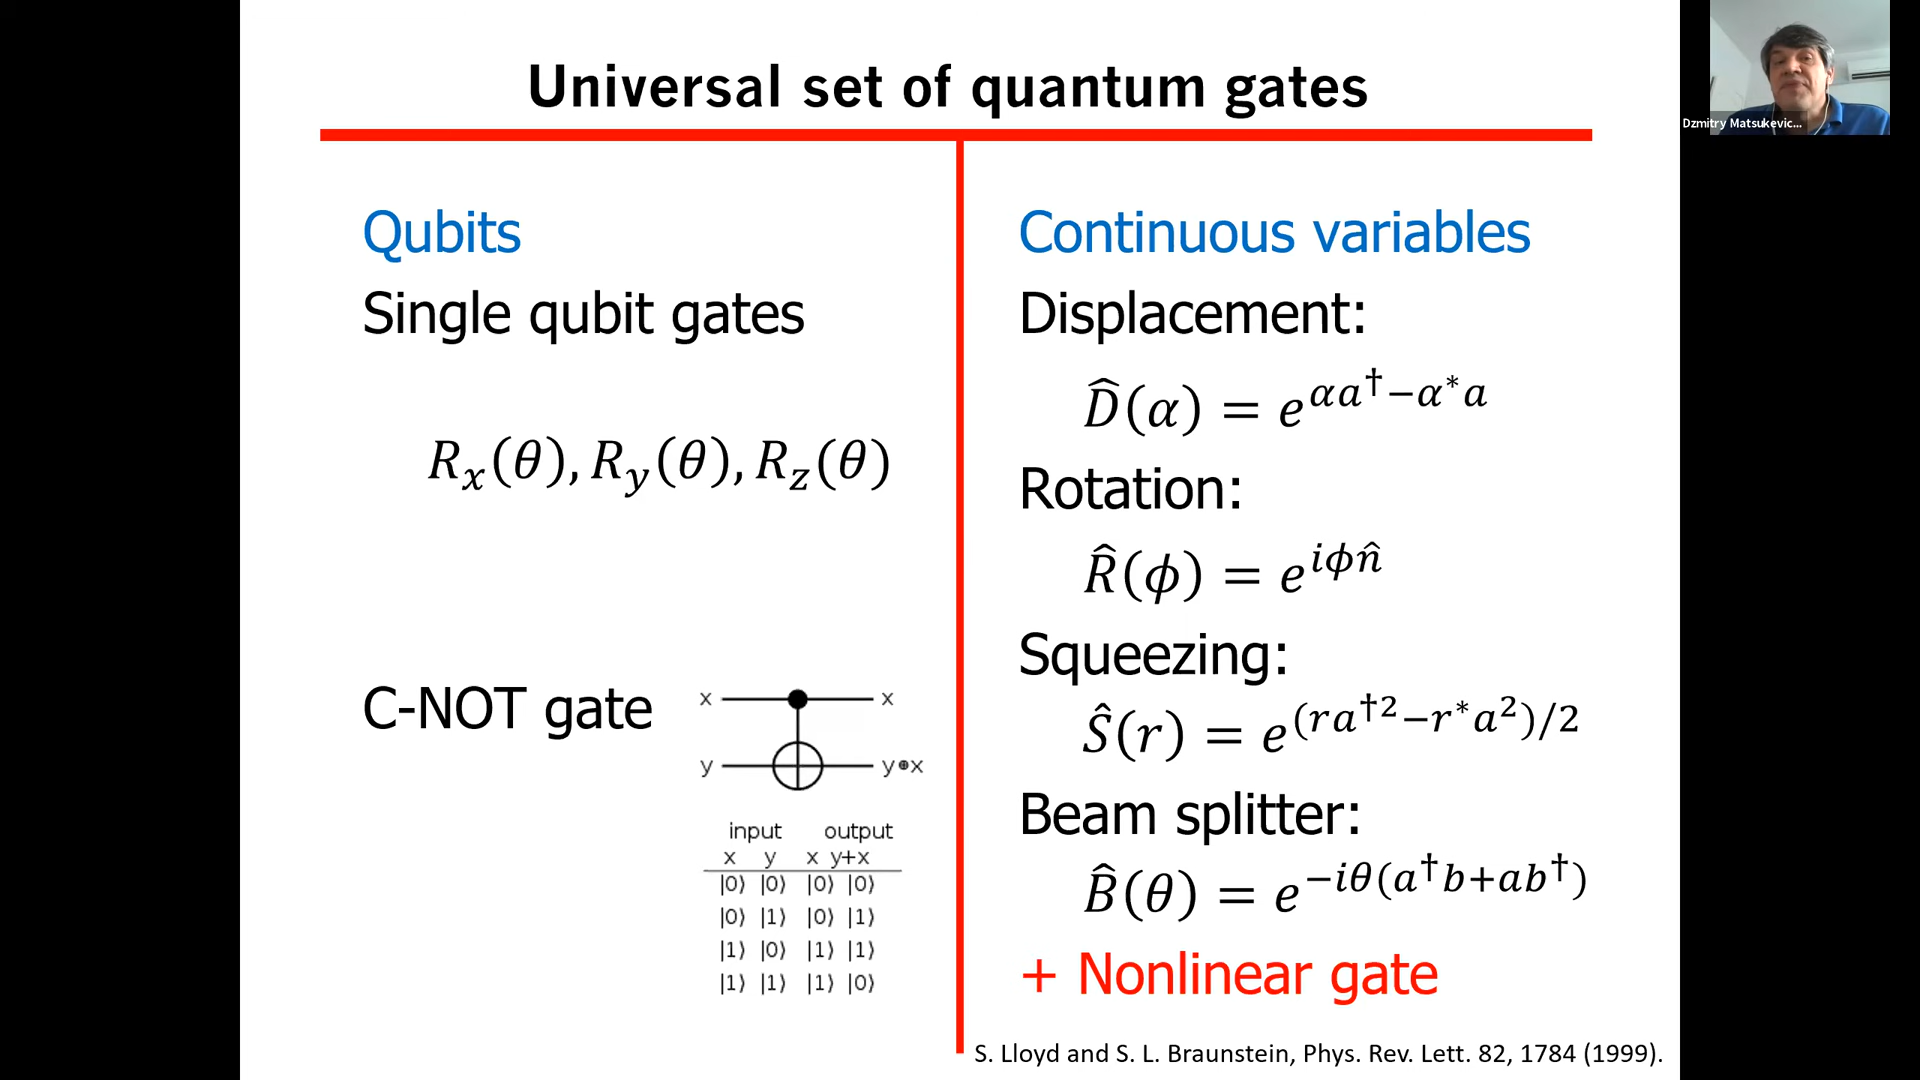 Universal set of quantum gates
Dzmitry Matsukevic...
Qubits
Single qubit gates
R_x(θ), R_y(θ), R_z(θ)
C-NOT gate
x x
y y⊕x
input output
x y x y+x
|0⟩ |0⟩ |0⟩ |0⟩
|0⟩ |1⟩ |0⟩ |1⟩
|1⟩ |0⟩ |1⟩ |1⟩
|1⟩ |1⟩ |1⟩ |0⟩
Continuous variables
Displacement:
D̂(α) = e^{αa†−α*a}
Rotation:
R̂(ϕ) = e^{iϕn̂}
Squeezing:
Ŝ(r) = e^{(ra†²−r*a²)/2}
Beam splitter:
B̂(θ) = e^{−iθ(a†b+ab†)}
+ Nonlinear gate
S. Lloyd and S. L. Braunstein, Phys. Rev. Lett. 82, 1784 (1999).